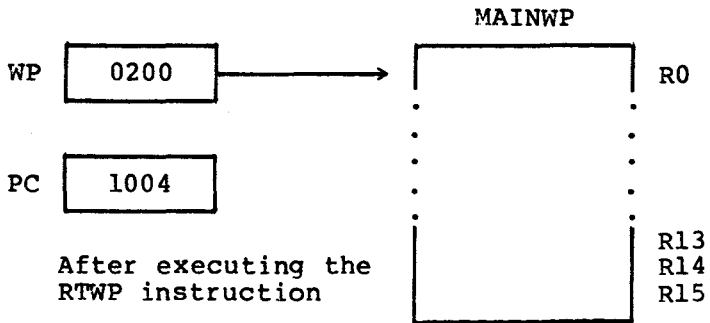 MAINWP
WP 0200 R0
PC 1004
R13
After executing the R14
RTWP instruction R15